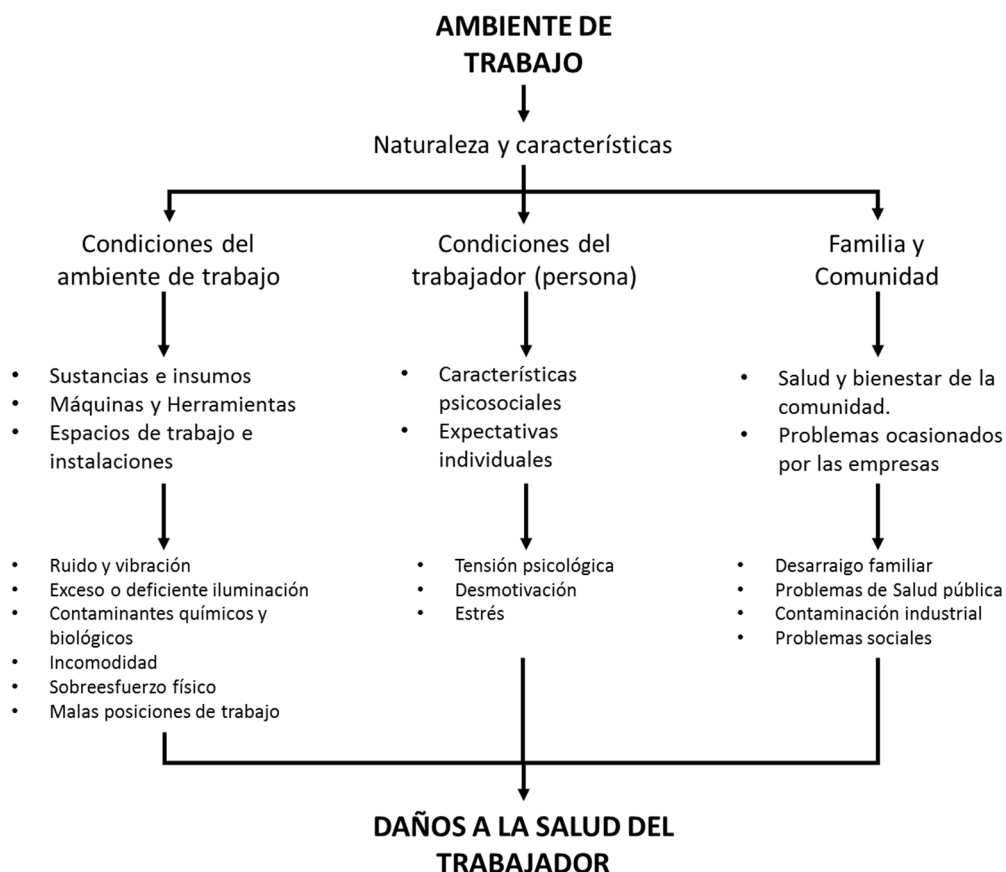 AMBIENTE DE
TRABAJO
Naturaleza y características
Condiciones del
ambiente de trabajo
Condiciones del
trabajador (persona)
Familia y
Comunidad
• Sustancias e insumos
• Máquinas y Herramientas
• Espacios de trabajo e
instalaciones
• Características
psicosociales
• Expectativas
individuales
• Salud y bienestar de la
comunidad.
• Problemas ocasionados
por las empresas
• Ruido y vibración
• Exceso o deficiente iluminación
• Contaminantes químicos y
biológicos
• Incomodidad
• Sobreesfuerzo físico
• Malas posiciones de trabajo
• Tensión psicológica
• Desmotivación
• Estrés
• Desarraigo familiar
• Problemas de Salud pública
• Contaminación industrial
• Problemas sociales
DAÑOS A LA SALUD DEL
TRABAJADOR